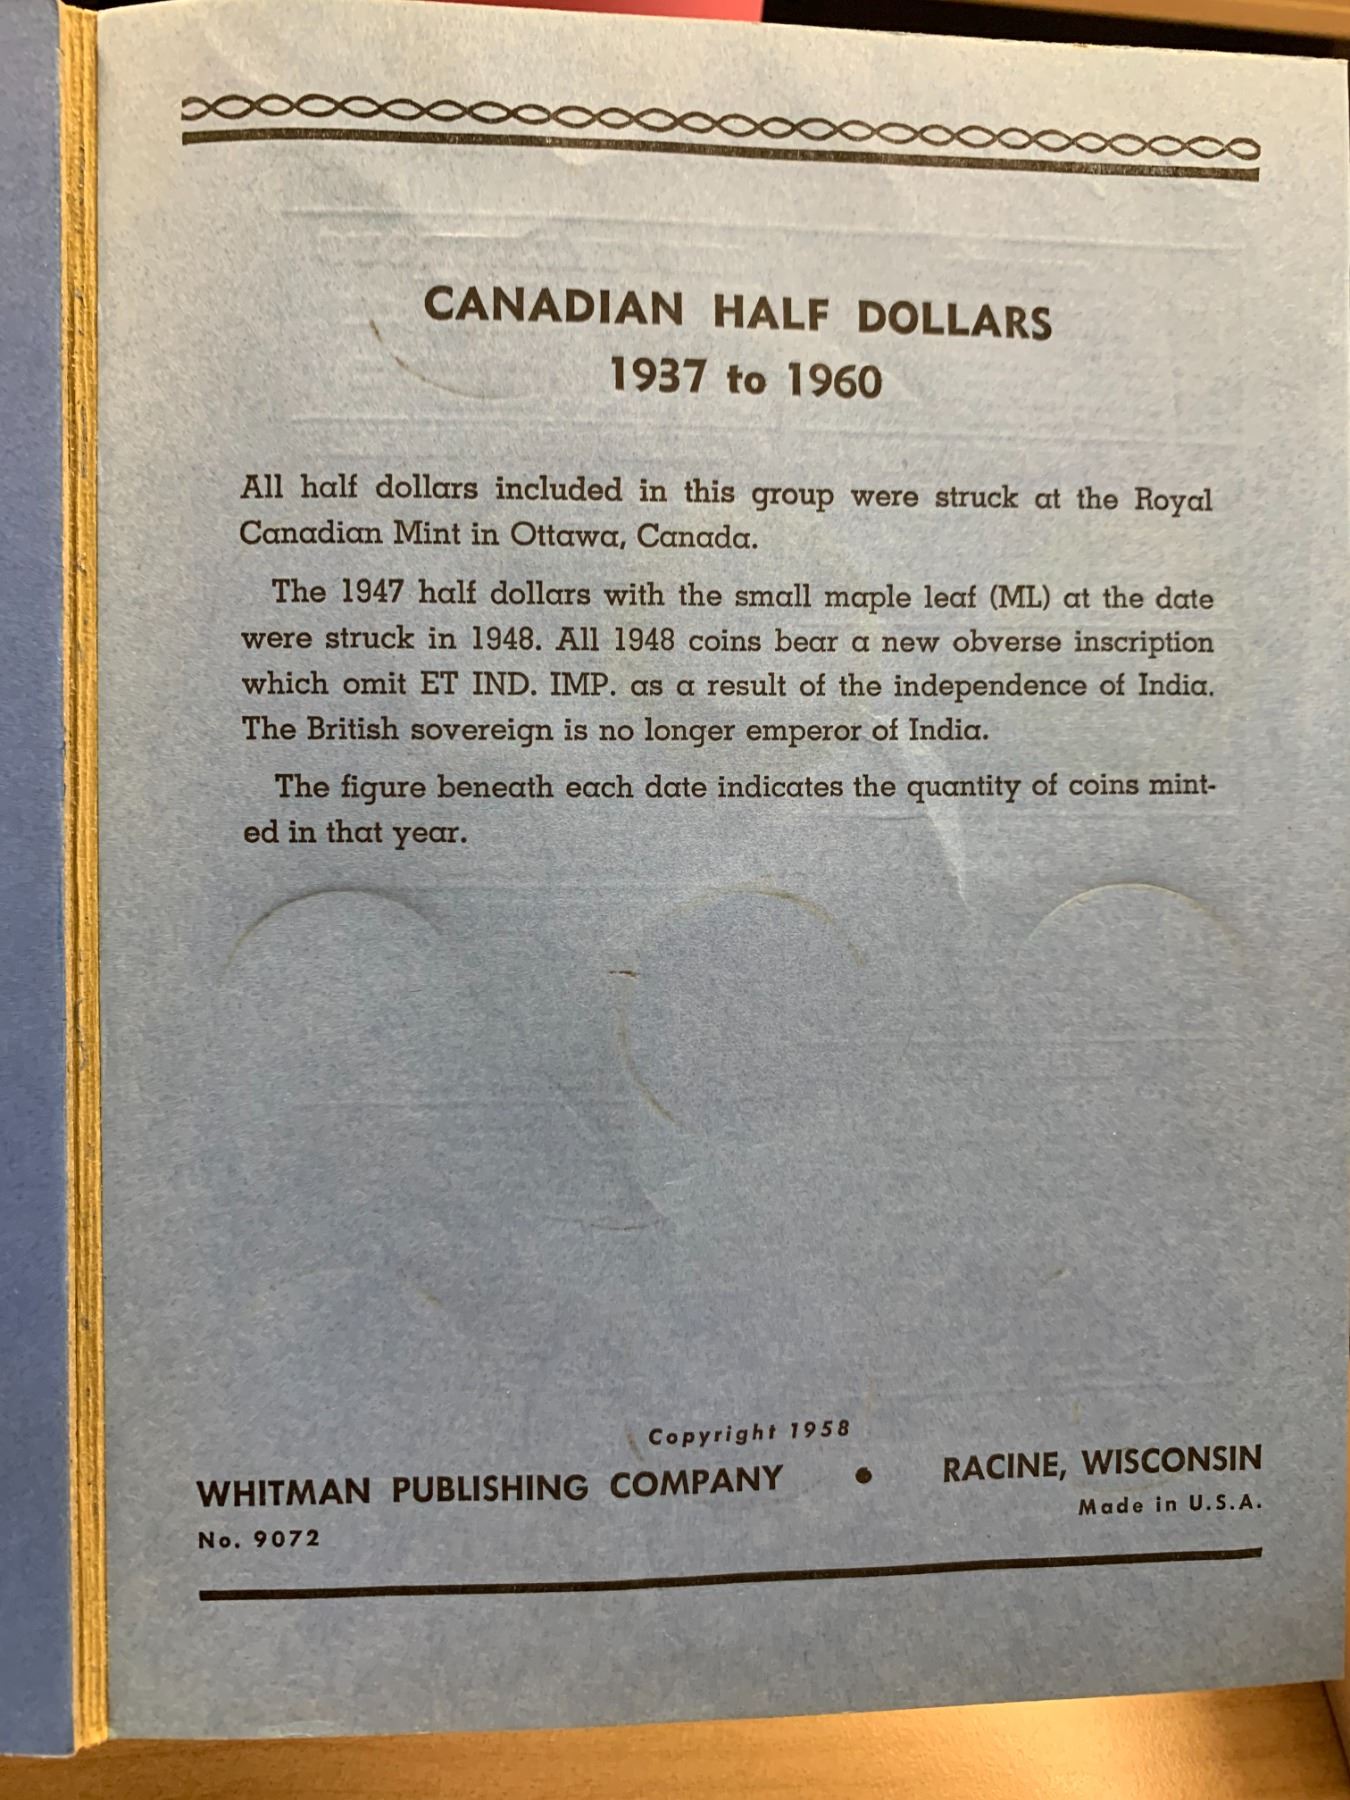 CANADIAN HALF DOLLARS
1937 to 1960
All half dollars included in this group were struck at the Royal
Canadian Mint in Ottawa, Canada.
The 1947 half dollars with the small maple leaf (ML) at the date
were struck in 1948. All 1948 coins bear a new obverse inscription
which omit ET IND. IMP. as a result of the independence of India.
The British sovereign is no longer emperor of India.
The figure beneath each date indicates the quantity of coins mint-
ed in that year.
Copyright 1958
WHITMAN PUBLISHING COMPANY • RACINE, WISCONSIN
No. 9072 Made in U.S.A.